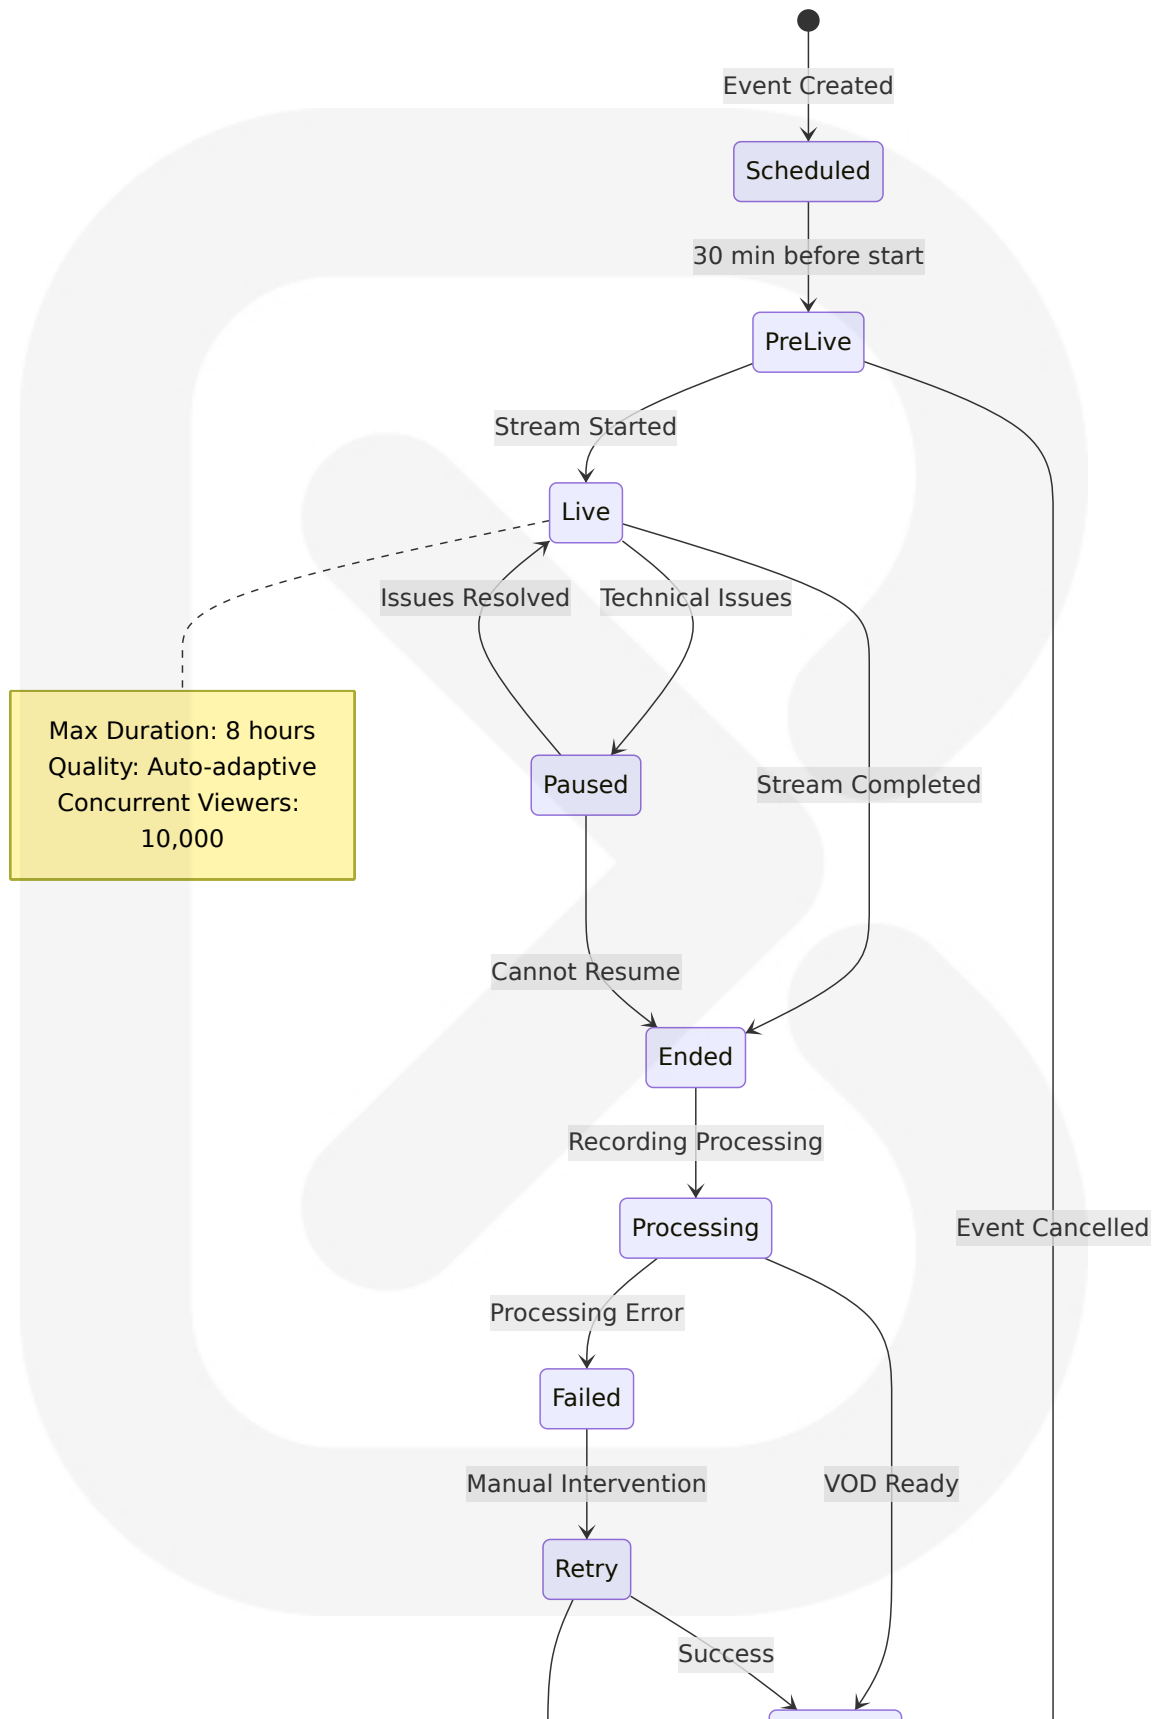 Event Created
Scheduled
30 min before start
PreLive
Stream Started
Live
Issues Resolved
Technical Issues
Max Duration: 8 hours
Quality: Auto-adaptive
Concurrent Viewers:
10,000
Paused
Stream Completed
Cannot Resume
Ended
Recording Processing
Processing
Event Cancelled
Processing Error
Failed
Manual Intervention
VOD Ready
Retry
Success